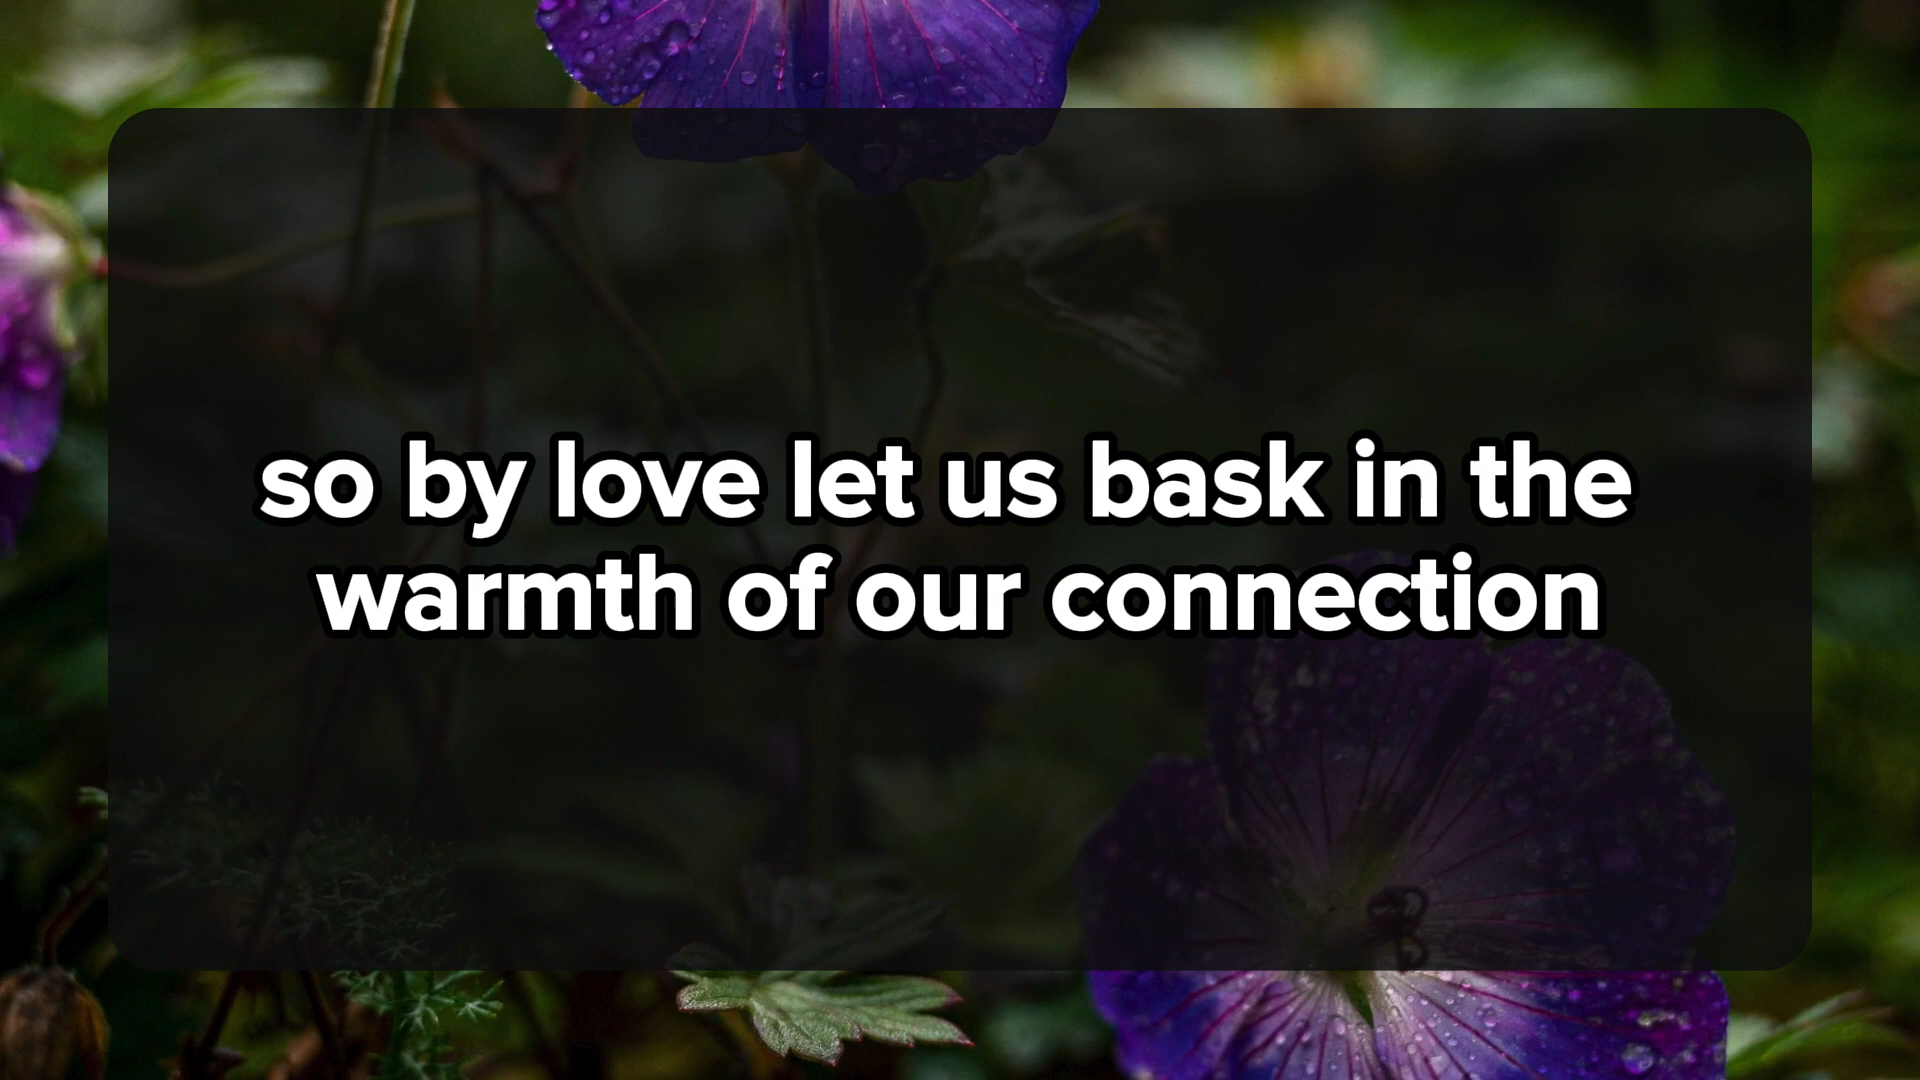 so by love let us bask in the
warmth of our connection